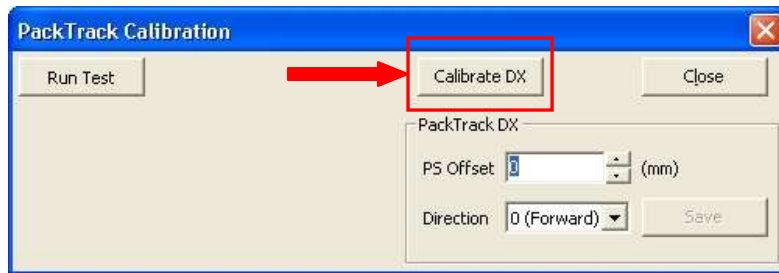 PackTrack Calibration
Run Test
Calibrate DX
Close
PackTrack DX
PS Offset 0 (mm)
Direction 0 (Forward) Save